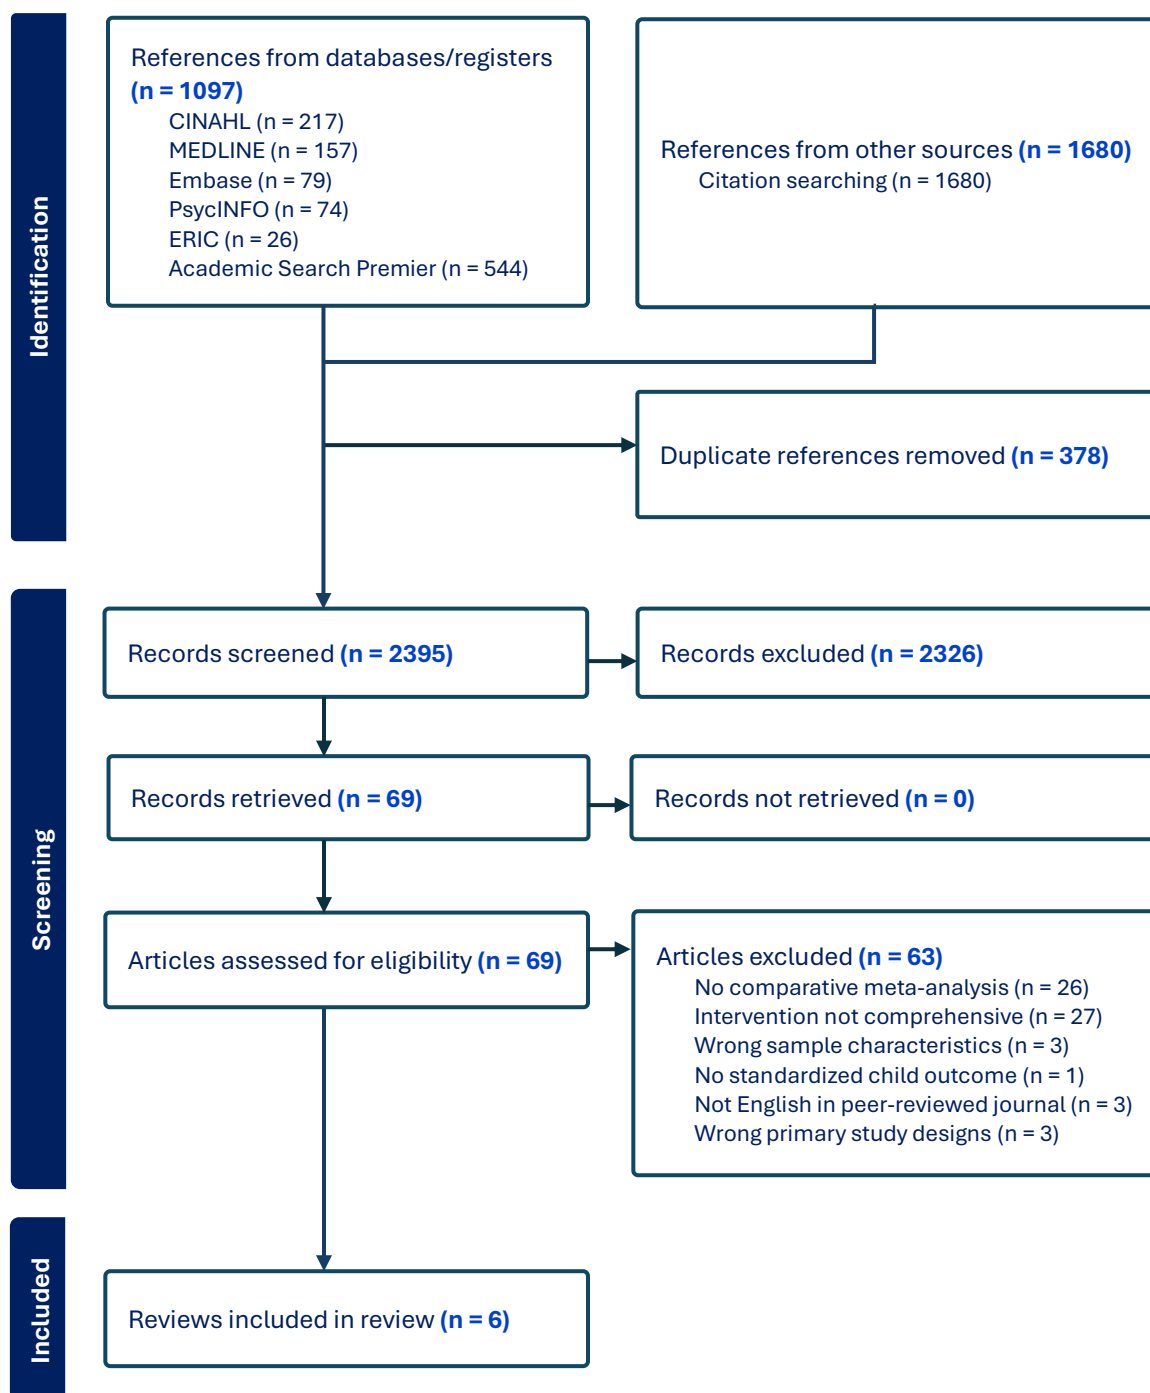 Identification
References from databases/registers
(n = 1097)
CINAHL (n = 217)
MEDLINE (n = 157)
Embase (n = 79)
PsycINFO (n = 74)
ERIC (n = 26)
Academic Search Premier (n = 544)
References from other sources (n = 1680)
Citation searching (n = 1680)
Duplicate references removed (n = 378)
Screening
Records screened (n = 2395)
Records excluded (n = 2326)
Records retrieved (n = 69)
Records not retrieved (n = 0)
Articles assessed for eligibility (n = 69)
Articles excluded (n = 63)
No comparative meta-analysis (n = 26)
Intervention not comprehensive (n = 27)
Wrong sample characteristics (n = 3)
No standardized child outcome (n = 1)
Not English in peer-reviewed journal (n = 3)
Wrong primary study designs (n = 3)
Included
Reviews included in review (n = 6)